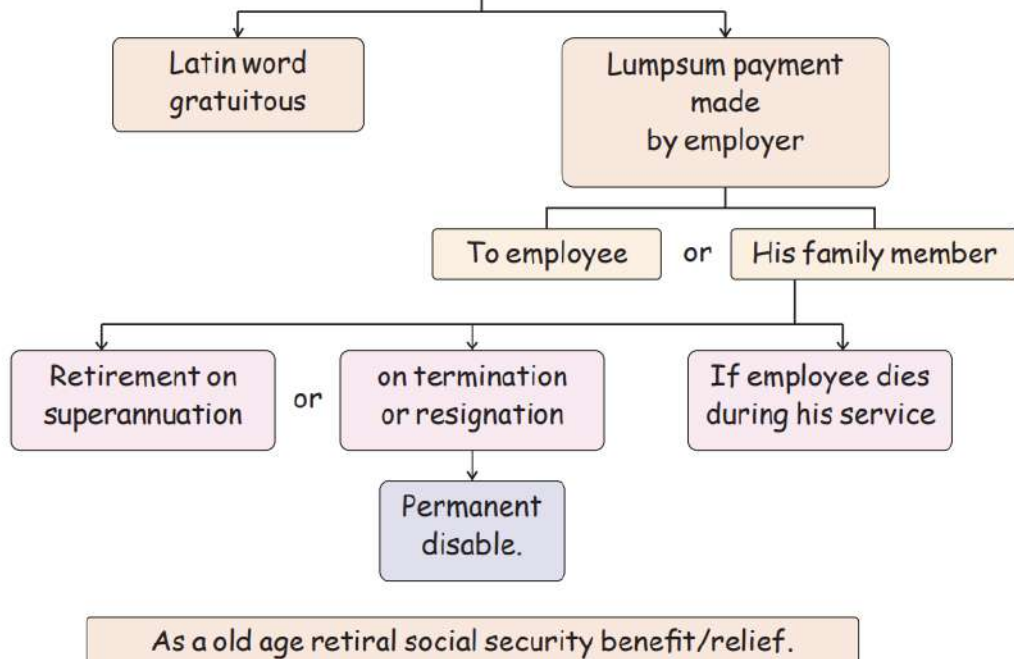 Latin word
gratuitous
Lumpsum payment
made
by employer
To employee
or
His family member
Retirement on
superannuation
or
on termination
or resignation
If employee dies
during his service
Permanent
disable.
As a old age retiral social security benefit/relief.